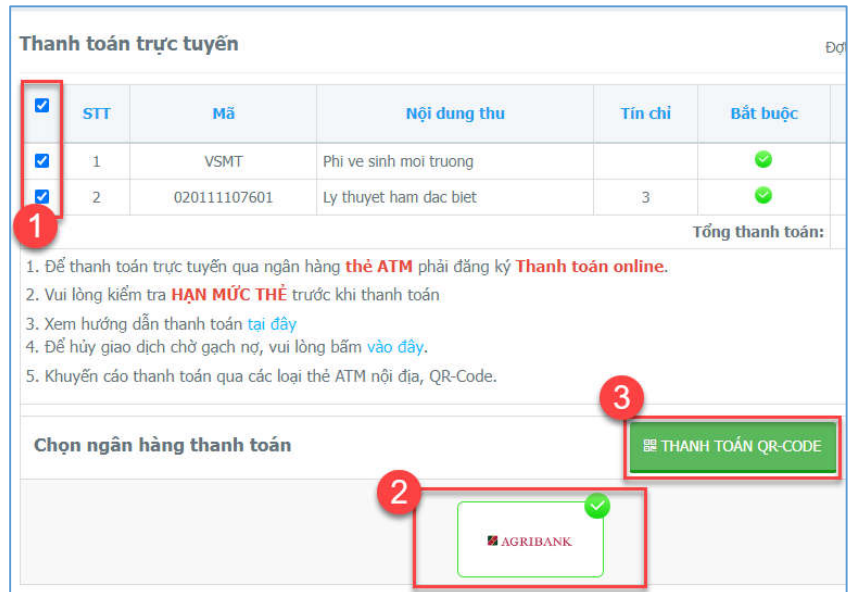 Thanh toán trực tuyến
Đợt
STT Mã Nội dung thu Tín chỉ Bắt buộc
1 VSMT Phi ve sinh moi truong
2 020111107601 Ly thuyet ham dac biet 3
1
Tổng thanh toán:
1. Để thanh toán trực tuyến qua ngân hàng thẻ ATM phải đăng ký Thanh toán online.
2. Vui lòng kiểm tra HẠN MỨC THẺ trước khi thanh toán
3. Xem hướng dẫn thanh toán tại đây
4. Để hủy giao dịch chờ gạch nợ, vui lòng bấm vào đây.
5. Khuyến cáo thanh toán qua các loại thẻ ATM nội địa, QR-Code.
3
Chọn ngân hàng thanh toán
THANH TOÁN QR-CODE
2
AGRIBANK